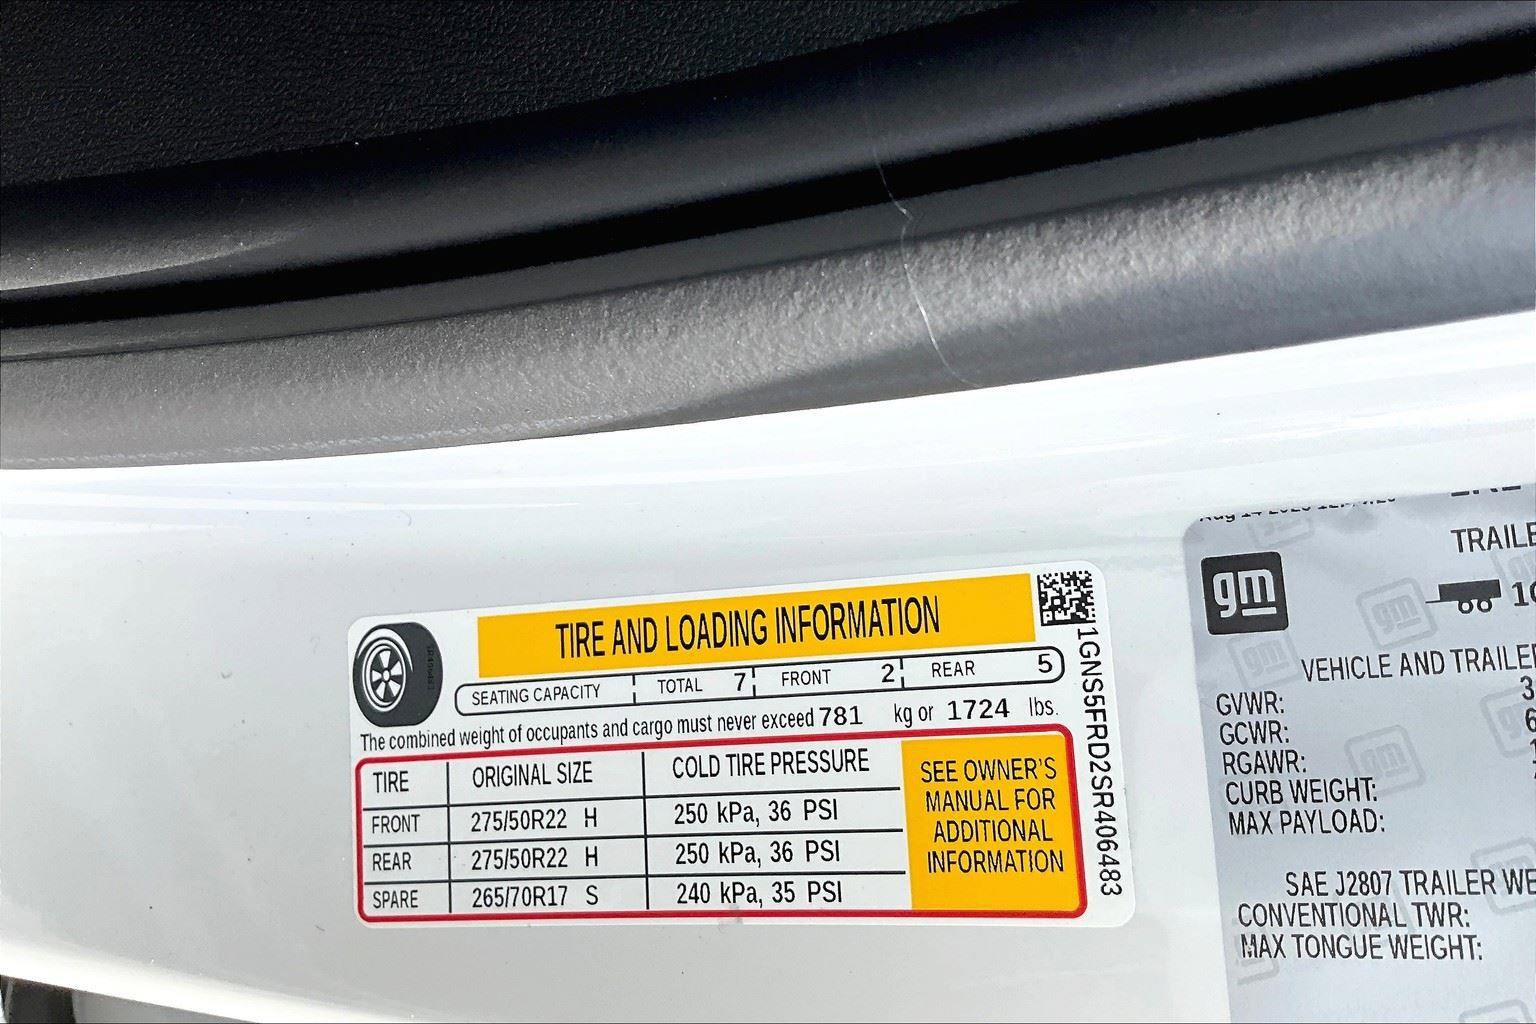 TIRE AND LOADING INFORMATION
SEATING CAPACITY TOTAL 7 FRONT 2 REAR 5
The combined weight of occupants and cargo must never exceed 781 kg or 1724 lbs.
TIRE ORIGINAL SIZE COLD TIRE PRESSURE
FRONT 275/50R22 H 250 kPa, 36 PSI
REAR 275/50R22 H 250 kPa, 36 PSI
SPARE 265/70R17 S 240 kPa, 35 PSI
SEE OWNER'S
MANUAL FOR
ADDITIONAL
INFORMATION
1GNS5FRD2SR406483
gm
VEHICLE AND
GVWR:
GCWR:
RGAWR:
CURB WEIGHT:
MAX PAYLOAD:
SAE J2807 TRAILER
CONVENTIONAL TWR:
MAX TONGUE WEIGHT: